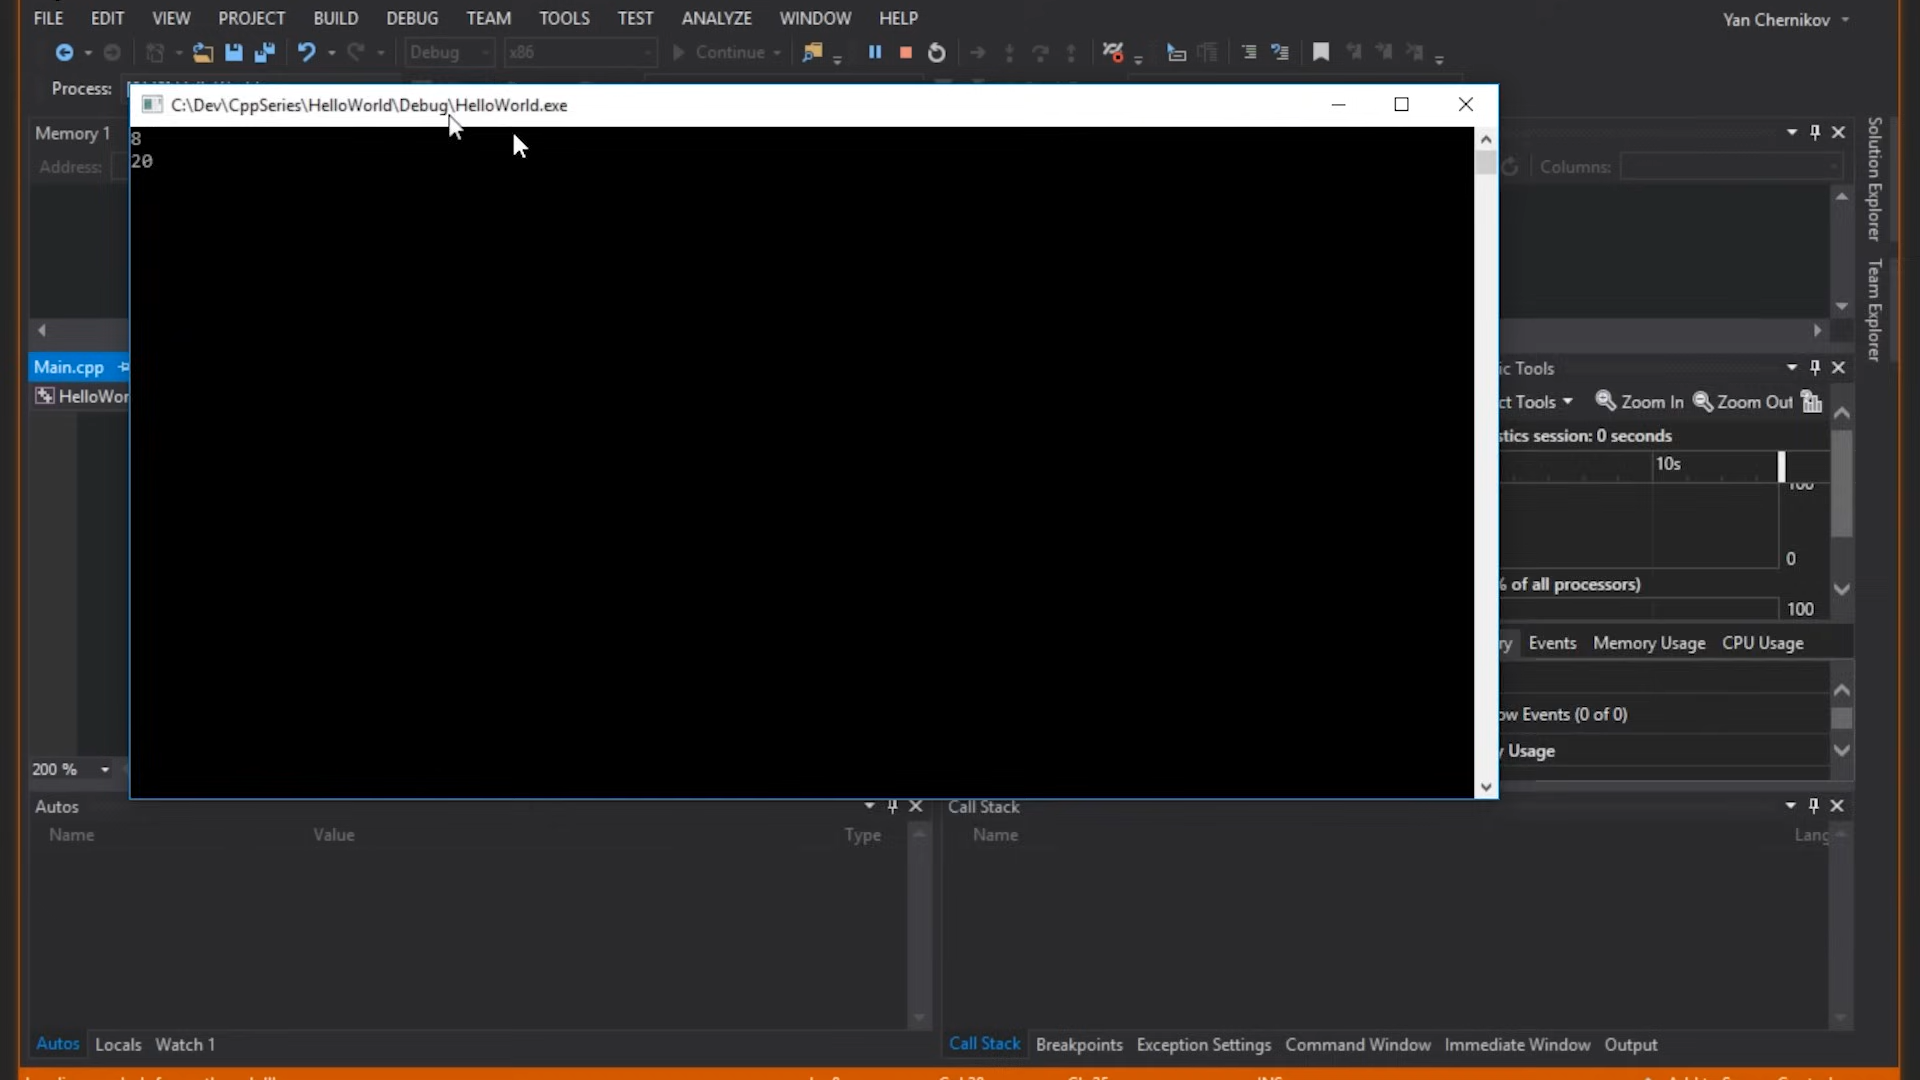 FILE EDIT VIEW PROJECT BUILD DEBUG TEAM TOOLS TEST ANALYZE WINDOW HELP
Yan Chernikov
Debug x86 Continue
Process:
C:\Dev\CppSeries\HelloWorld\Debug\HelloWorld.exe
8
20
Memory 1
Address:
Columns:
Solution Explorer
Team Explorer
Main.cpp
HelloWor
ic Tools
ct Tools Zoom In Zoom Out
stics session: 0 seconds
10s
100
0
% of all processors)
100
ry Events Memory Usage CPU Usage
ow Events (0 of 0)
y Usage
200 %
Autos
Name Value Type
Call Stack
Name Lang
Autos Locals Watch 1
Call Stack Breakpoints Exception Settings Command Window Immediate Window Output